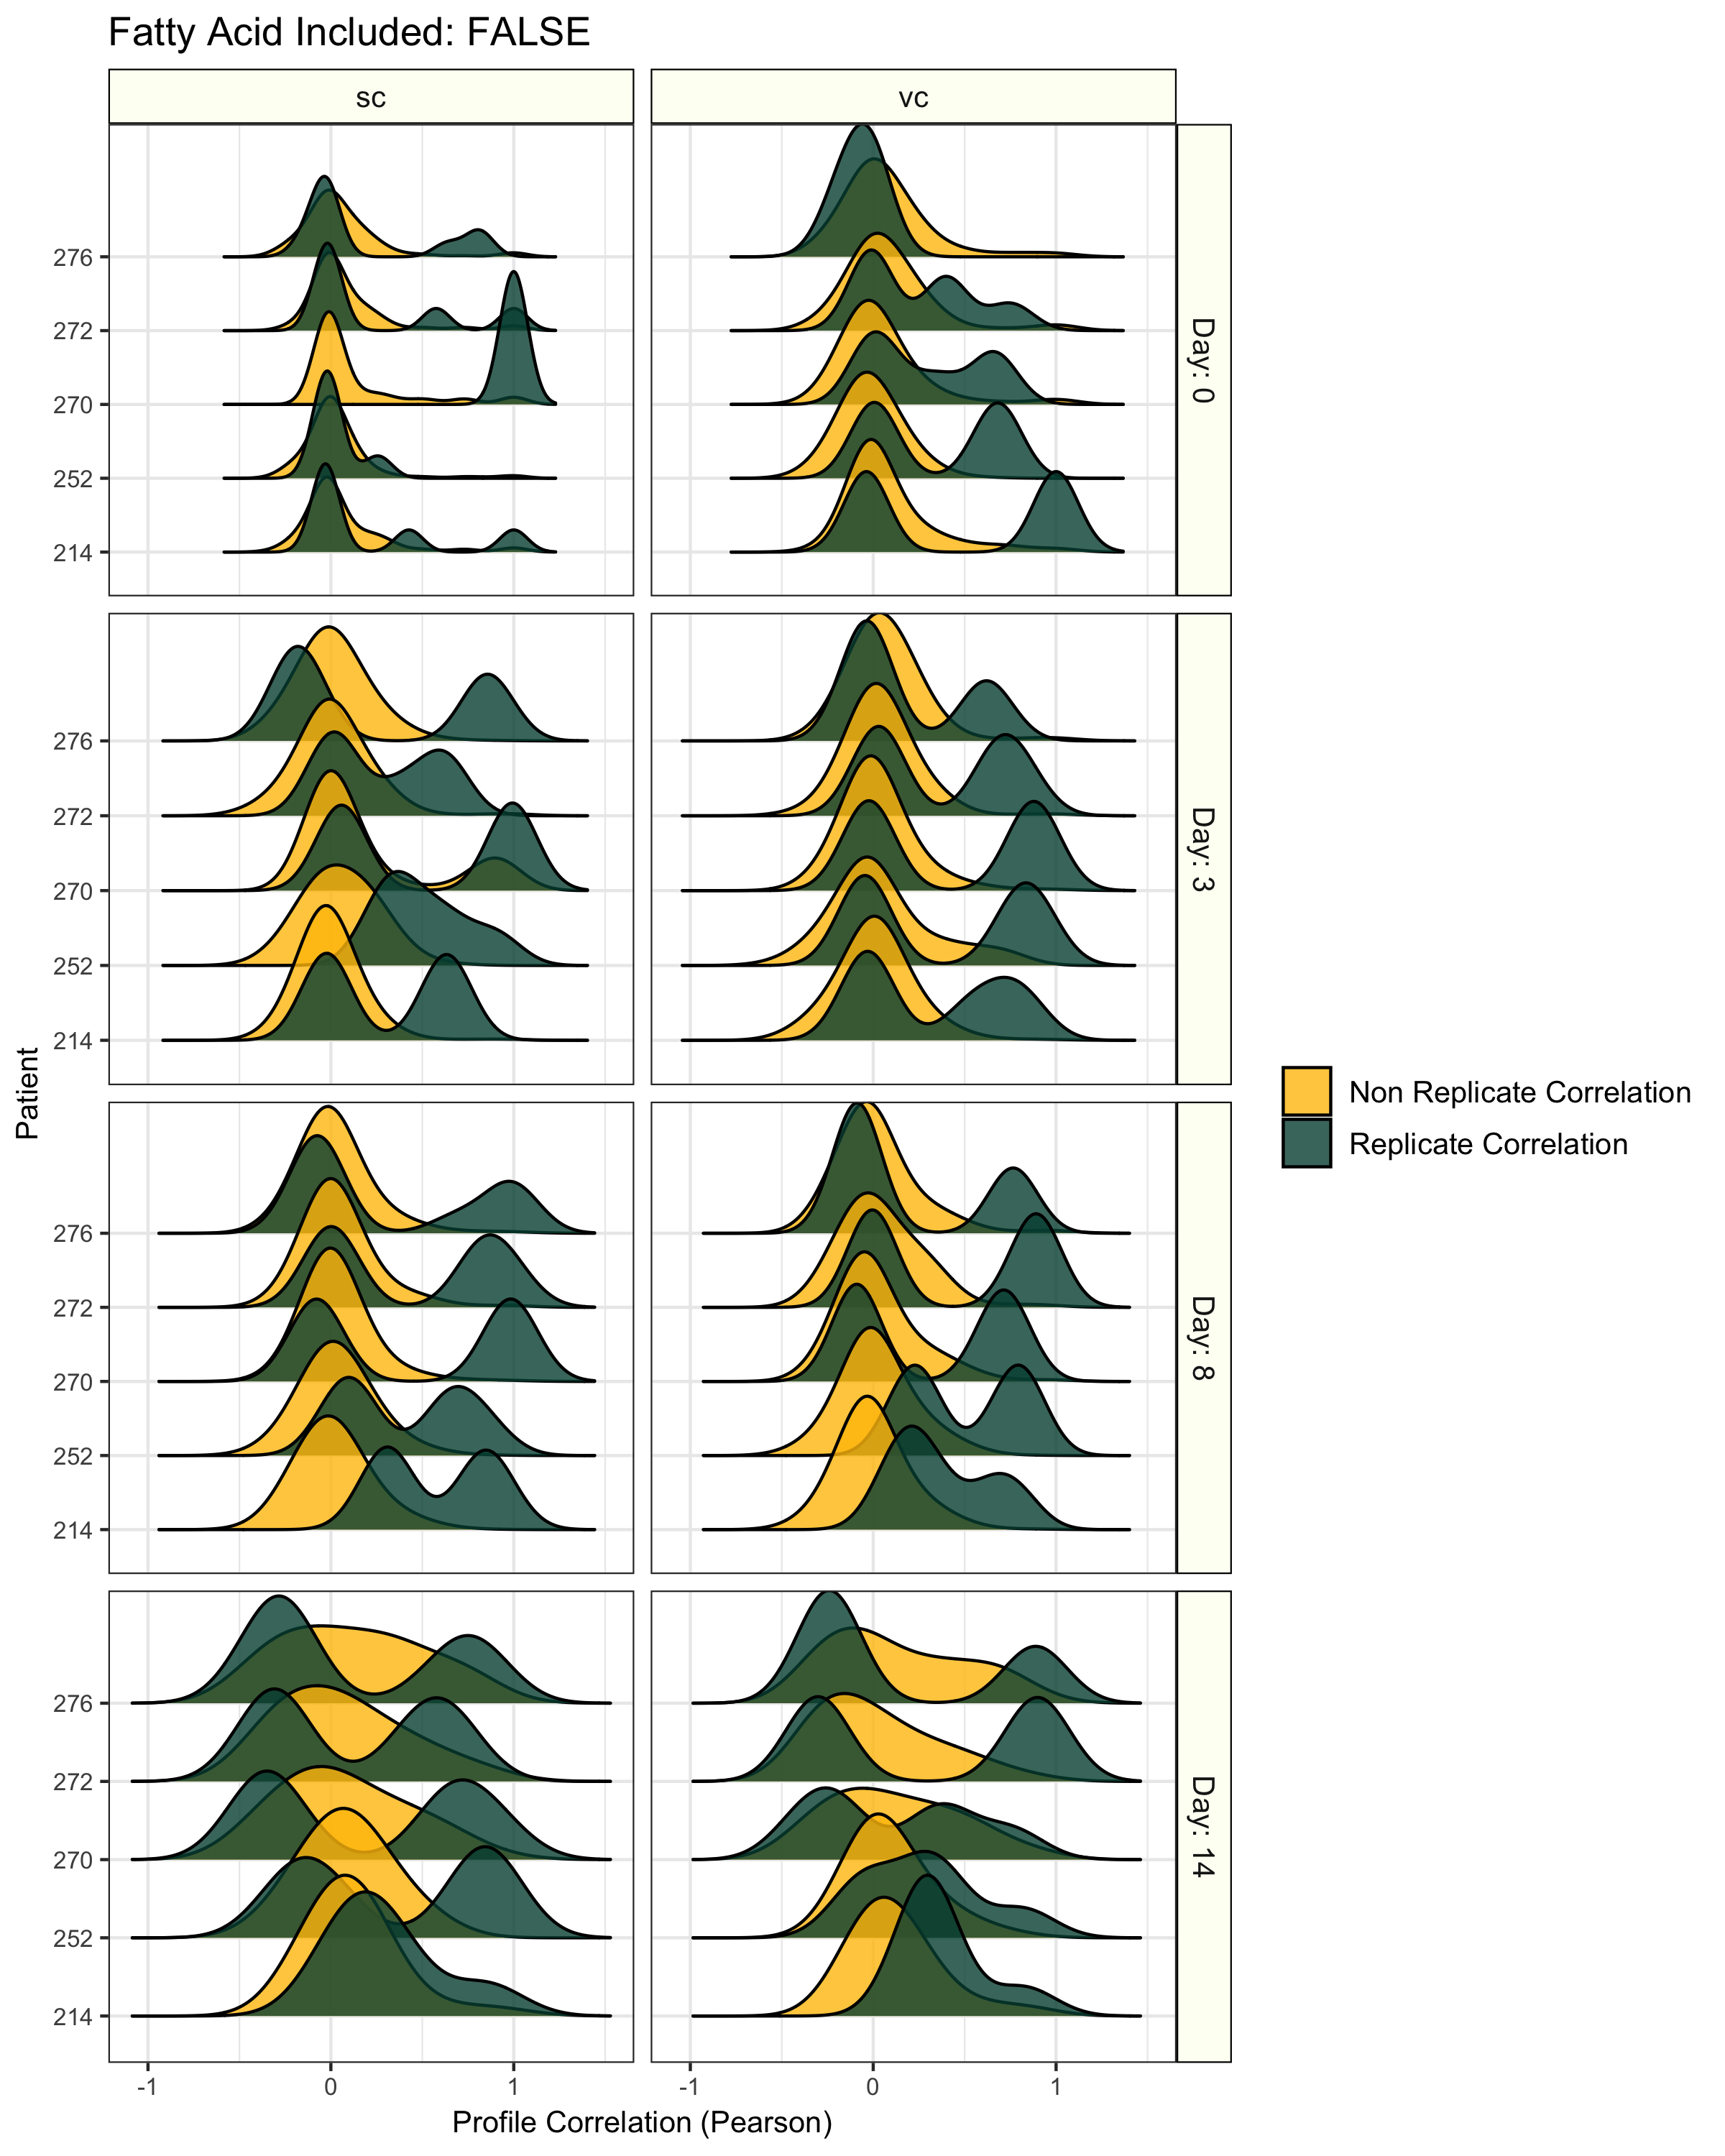 Fatty Acid Included: FALSE
sc
vc
276
272
270
252
214
Day: 0
276
272
270
252
214
Day: 3
Patient
Non Replicate Correlation
Replicate Correlation
276
272
270
252
214
Day: 8
276
272
270
252
214
Day: 14
-1
0
1
-1
0
1
Profile Correlation (Pearson)